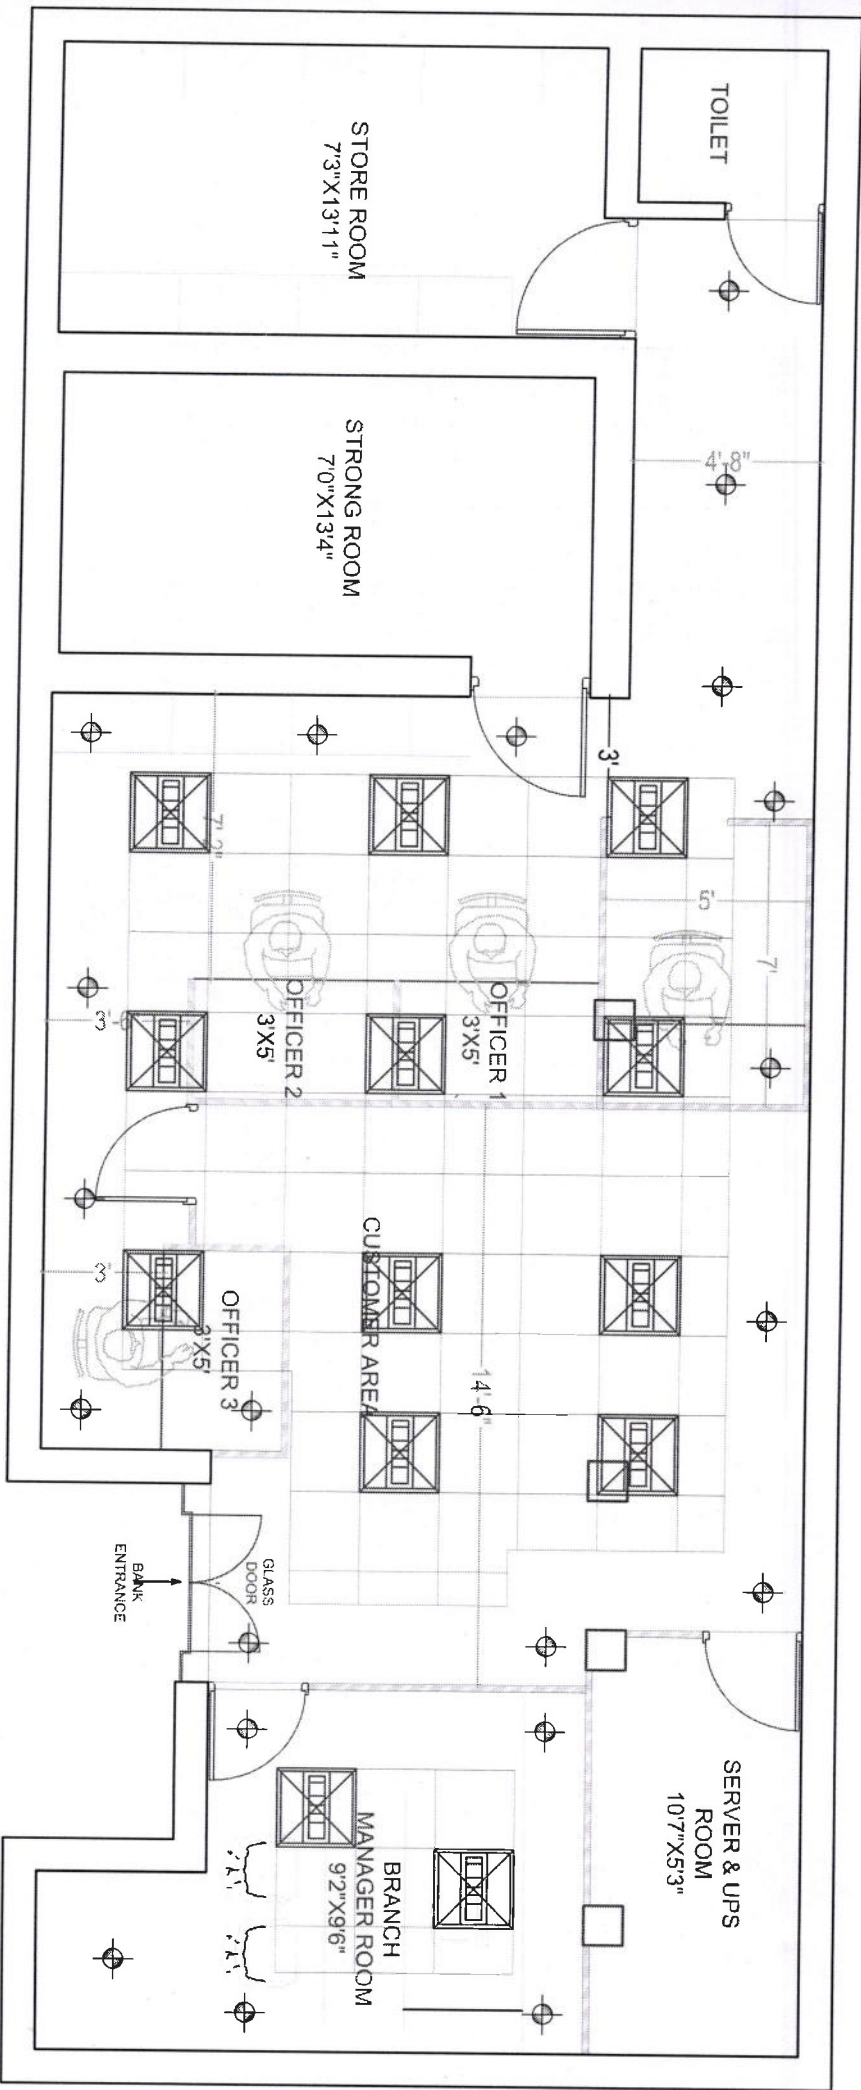 TOILET
STORE ROOM
7'3"X13'11"
STRONG ROOM
7'0"X13'4"
4'-8"
3'
7'-2"
5'
7'
OFFICER 1
3'X5'
OFFICER 2
3'X5'
CUSTOMER AREA
14'-6"
3'
OFFICER 3
3'X5'
GLASS
DOOR
BANK
ENTRANCE
SERVER & UPS
ROOM
10'7"X5'3"
BRANCH
MANAGER ROOM
9'2"X9'6"